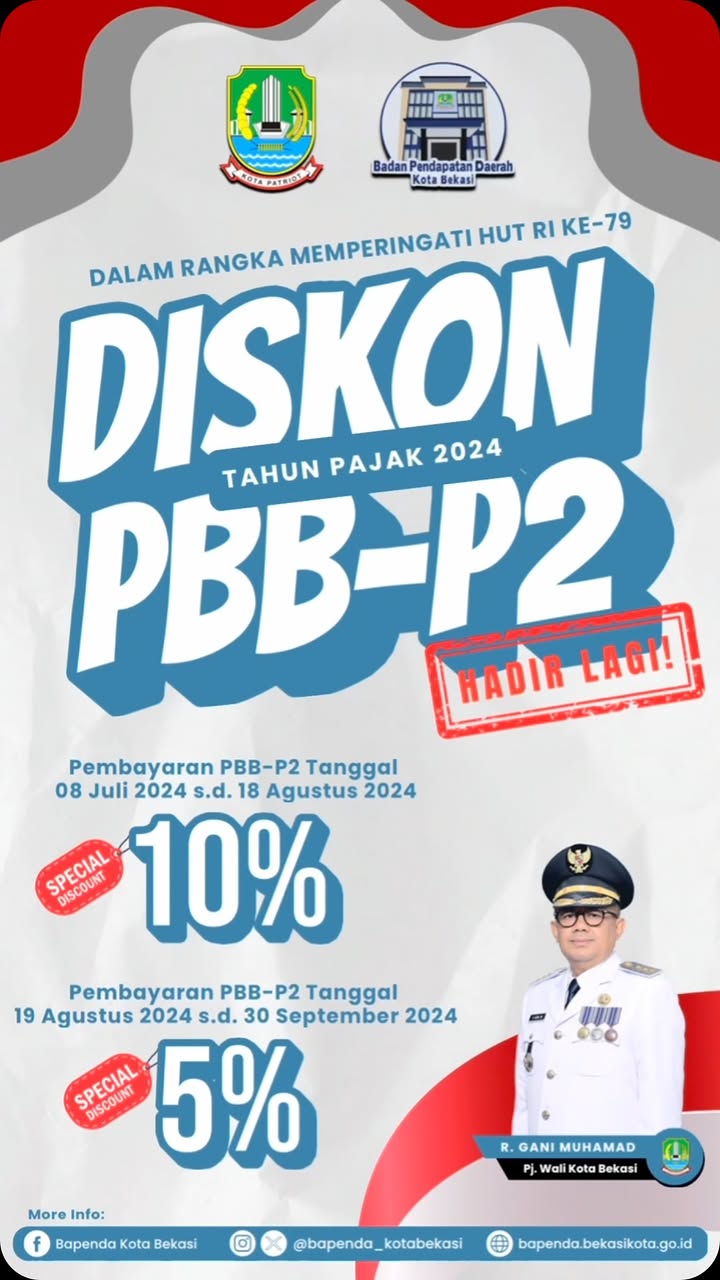 KOTA PATRIOT
Badan Pendapatan Daerah
Kota Bekasi
DALAM RANGKA MEMPERINGATI HUT RI KE-79
DISKON
TAHUN PAJAK 2024
PBB-P2
HADIR LAGI!
Pembayaran PBB-P2 Tanggal
08 Juli 2024 s.d. 18 Agustus 2024
SPECIAL
DISCOUNT
10%
Pembayaran PBB-P2 Tanggal
19 Agustus 2024 s.d. 30 September 2024
SPECIAL
DISCOUNT
5%
R. GANI MUHAMAD
Pj. Wali Kota Bekasi
More Info:
Bapenda Kota Bekasi @bapenda_kotabekasi bapenda.bekasikota.go.id